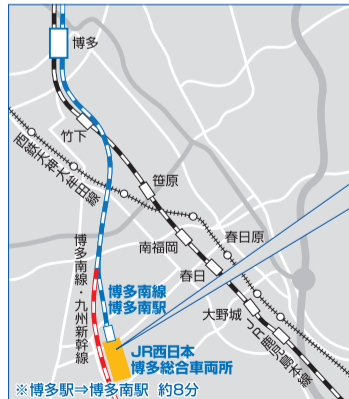 博多
竹下
西鉄天神大牟田線
笹原
南福岡
春日原
春日
博多南線・九州新幹線
博多南線
博多南駅
大野城
JR鹿児島本線
JR西日本
博多総合車両所
※博多駅⇒博多南駅 約8分